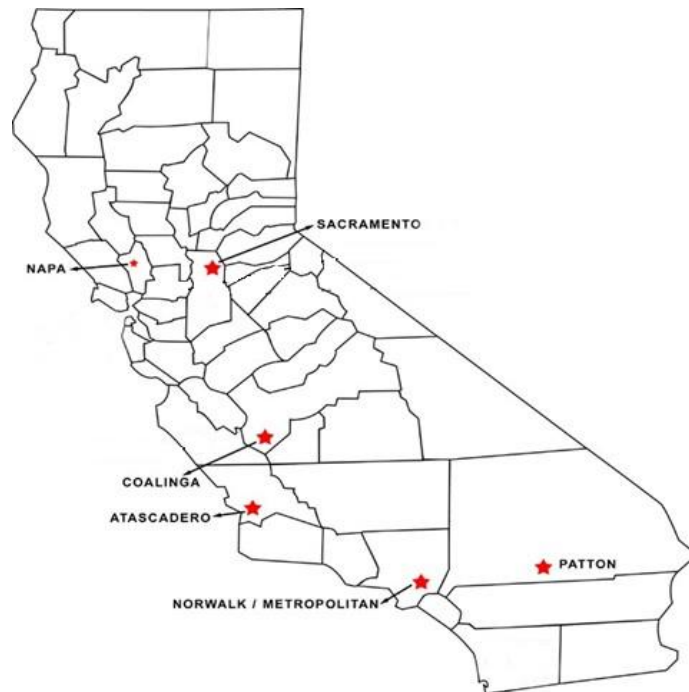 SACRAMENTO
NAPA
COALINGA
ATASCADERO
PATTON
NORWALK / METROPOLITAN